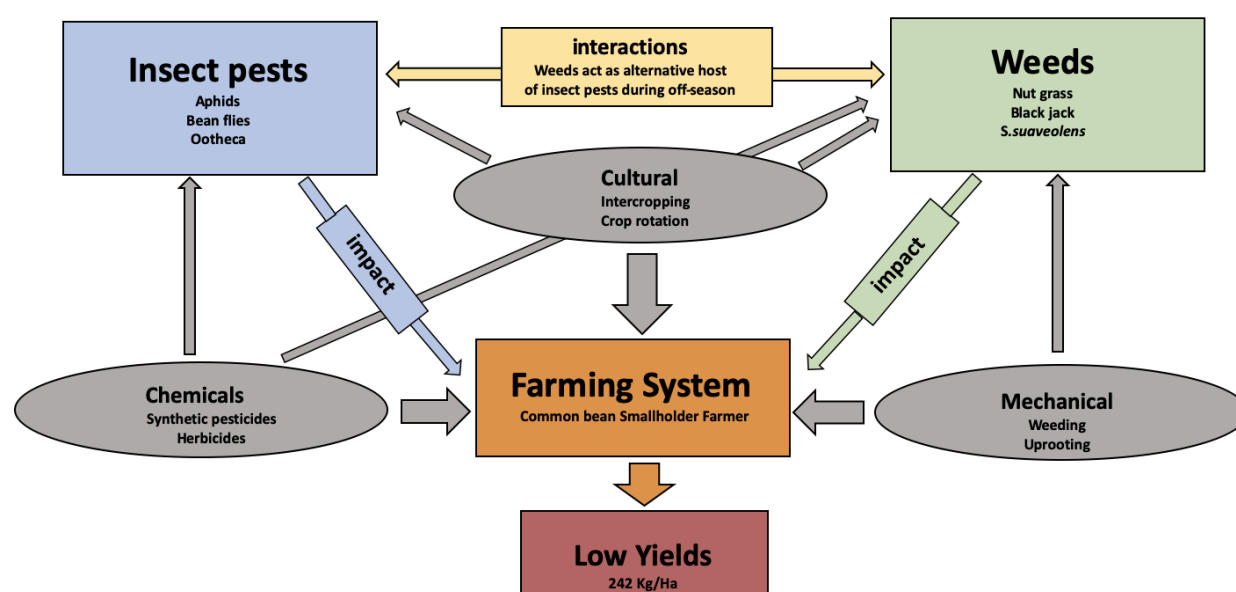 Insect pests
Aphids
Bean flies
Ootheca
interactions
Weeds act as alternative host
of insect pests during off-season
Weeds
Nut grass
Black jack
S.suaveolens
Cultural
Intercropping
Crop rotation
impact
impact
Chemicals
Synthetic pesticides
Herbicides
Farming System
Common bean Smallholder Farmer
Mechanical
Weeding
Uprooting
Low Yields
242 Kg/Ha